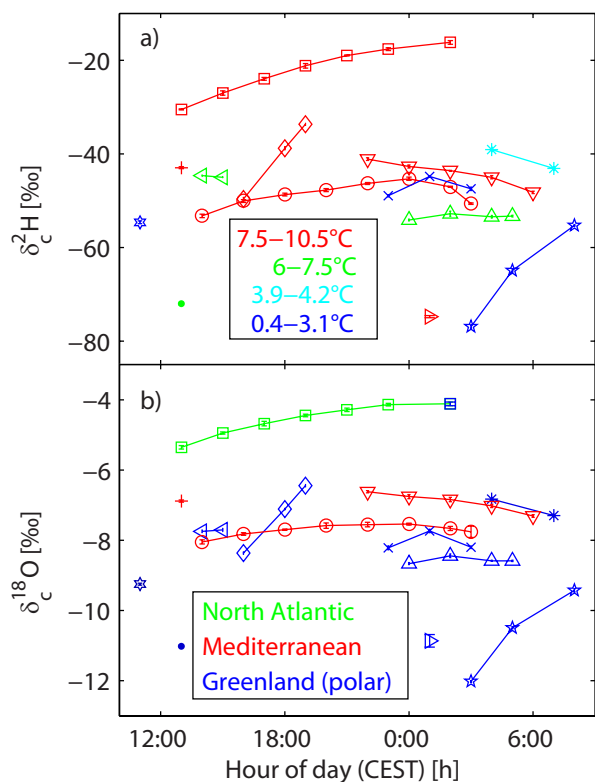 a)
−20
−40
−60
−80
δ²cH [‰]
7.5−10.5°C
6−7.5°C
3.9−4.2°C
0.4−3.1°C
b)
−4
−6
−8
−10
−12
δ¹⁸cO [‰]
North Atlantic
Mediterranean
Greenland (polar)
12:00 18:00 0:00 6:00
Hour of day (CEST) [h]